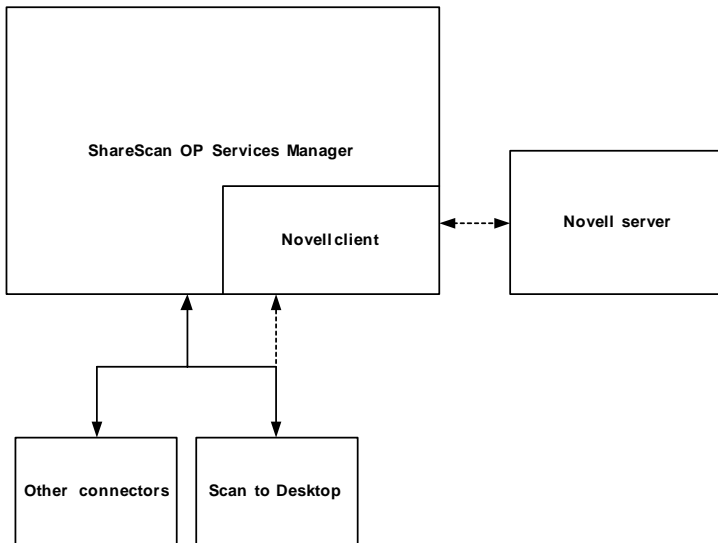 ShareScan OP Services Manager
Novell client
Novell server
Other connectors
Scan to Desktop